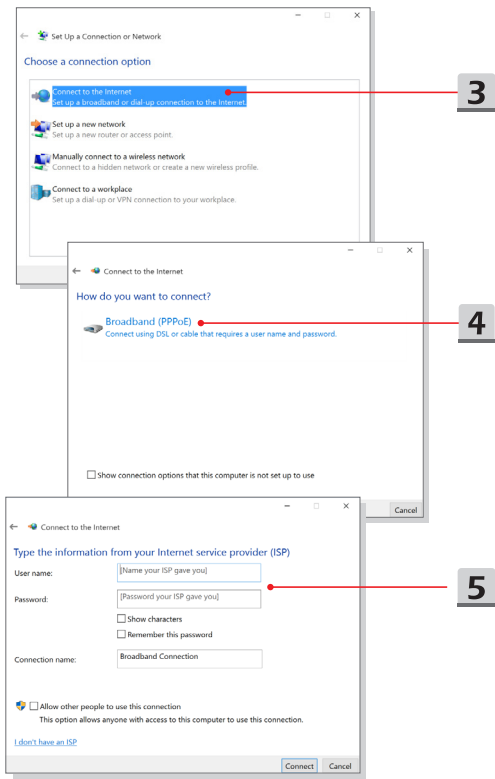 Set Up a Connection or Network
Choose a connection option
Connect to the Internet
Set up a broadband or dial-up connection to the Internet.
3
Set up a new network
Set up a new router or access point.
Manually connect to a wireless network
Connect to a hidden network or create a new wireless profile.
Connect to a workplace
Set up a dial-up or VPN connection to your workplace.
Connect to the Internet
How do you want to connect?
Broadband (PPPoE)
4
Connect using DSL or cable that requires a user name and password.
Show connection options that this computer is not set up to use
Cancel
Connect to the Internet
Type the information from your Internet service provider (ISP)
User name: [Name your ISP gave you]
5
Password: [Password your ISP gave you]
Show characters
Remember this password
Connection name: Broadband Connection
Allow other people to use this connection
This option allows anyone with access to this computer to use this connection.
I don't have an ISP
Connect Cancel